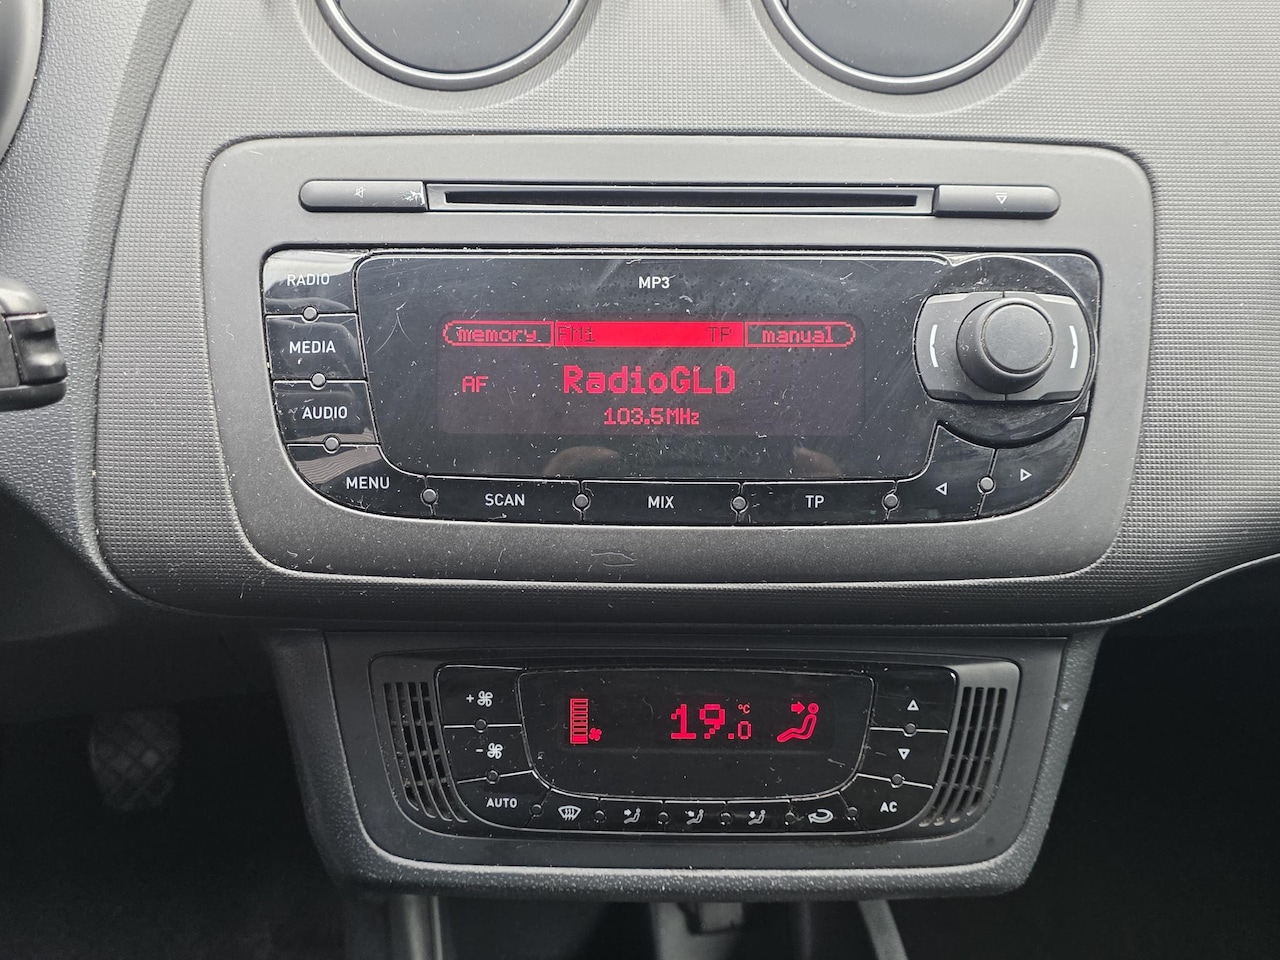 MP3
RADIO
memory FM1 TP manual
MEDIA
AF RadioGLD
AUDIO
103.5MHz
MENU SCAN MIX TP
+
19.0 °C
-
AUTO
AC